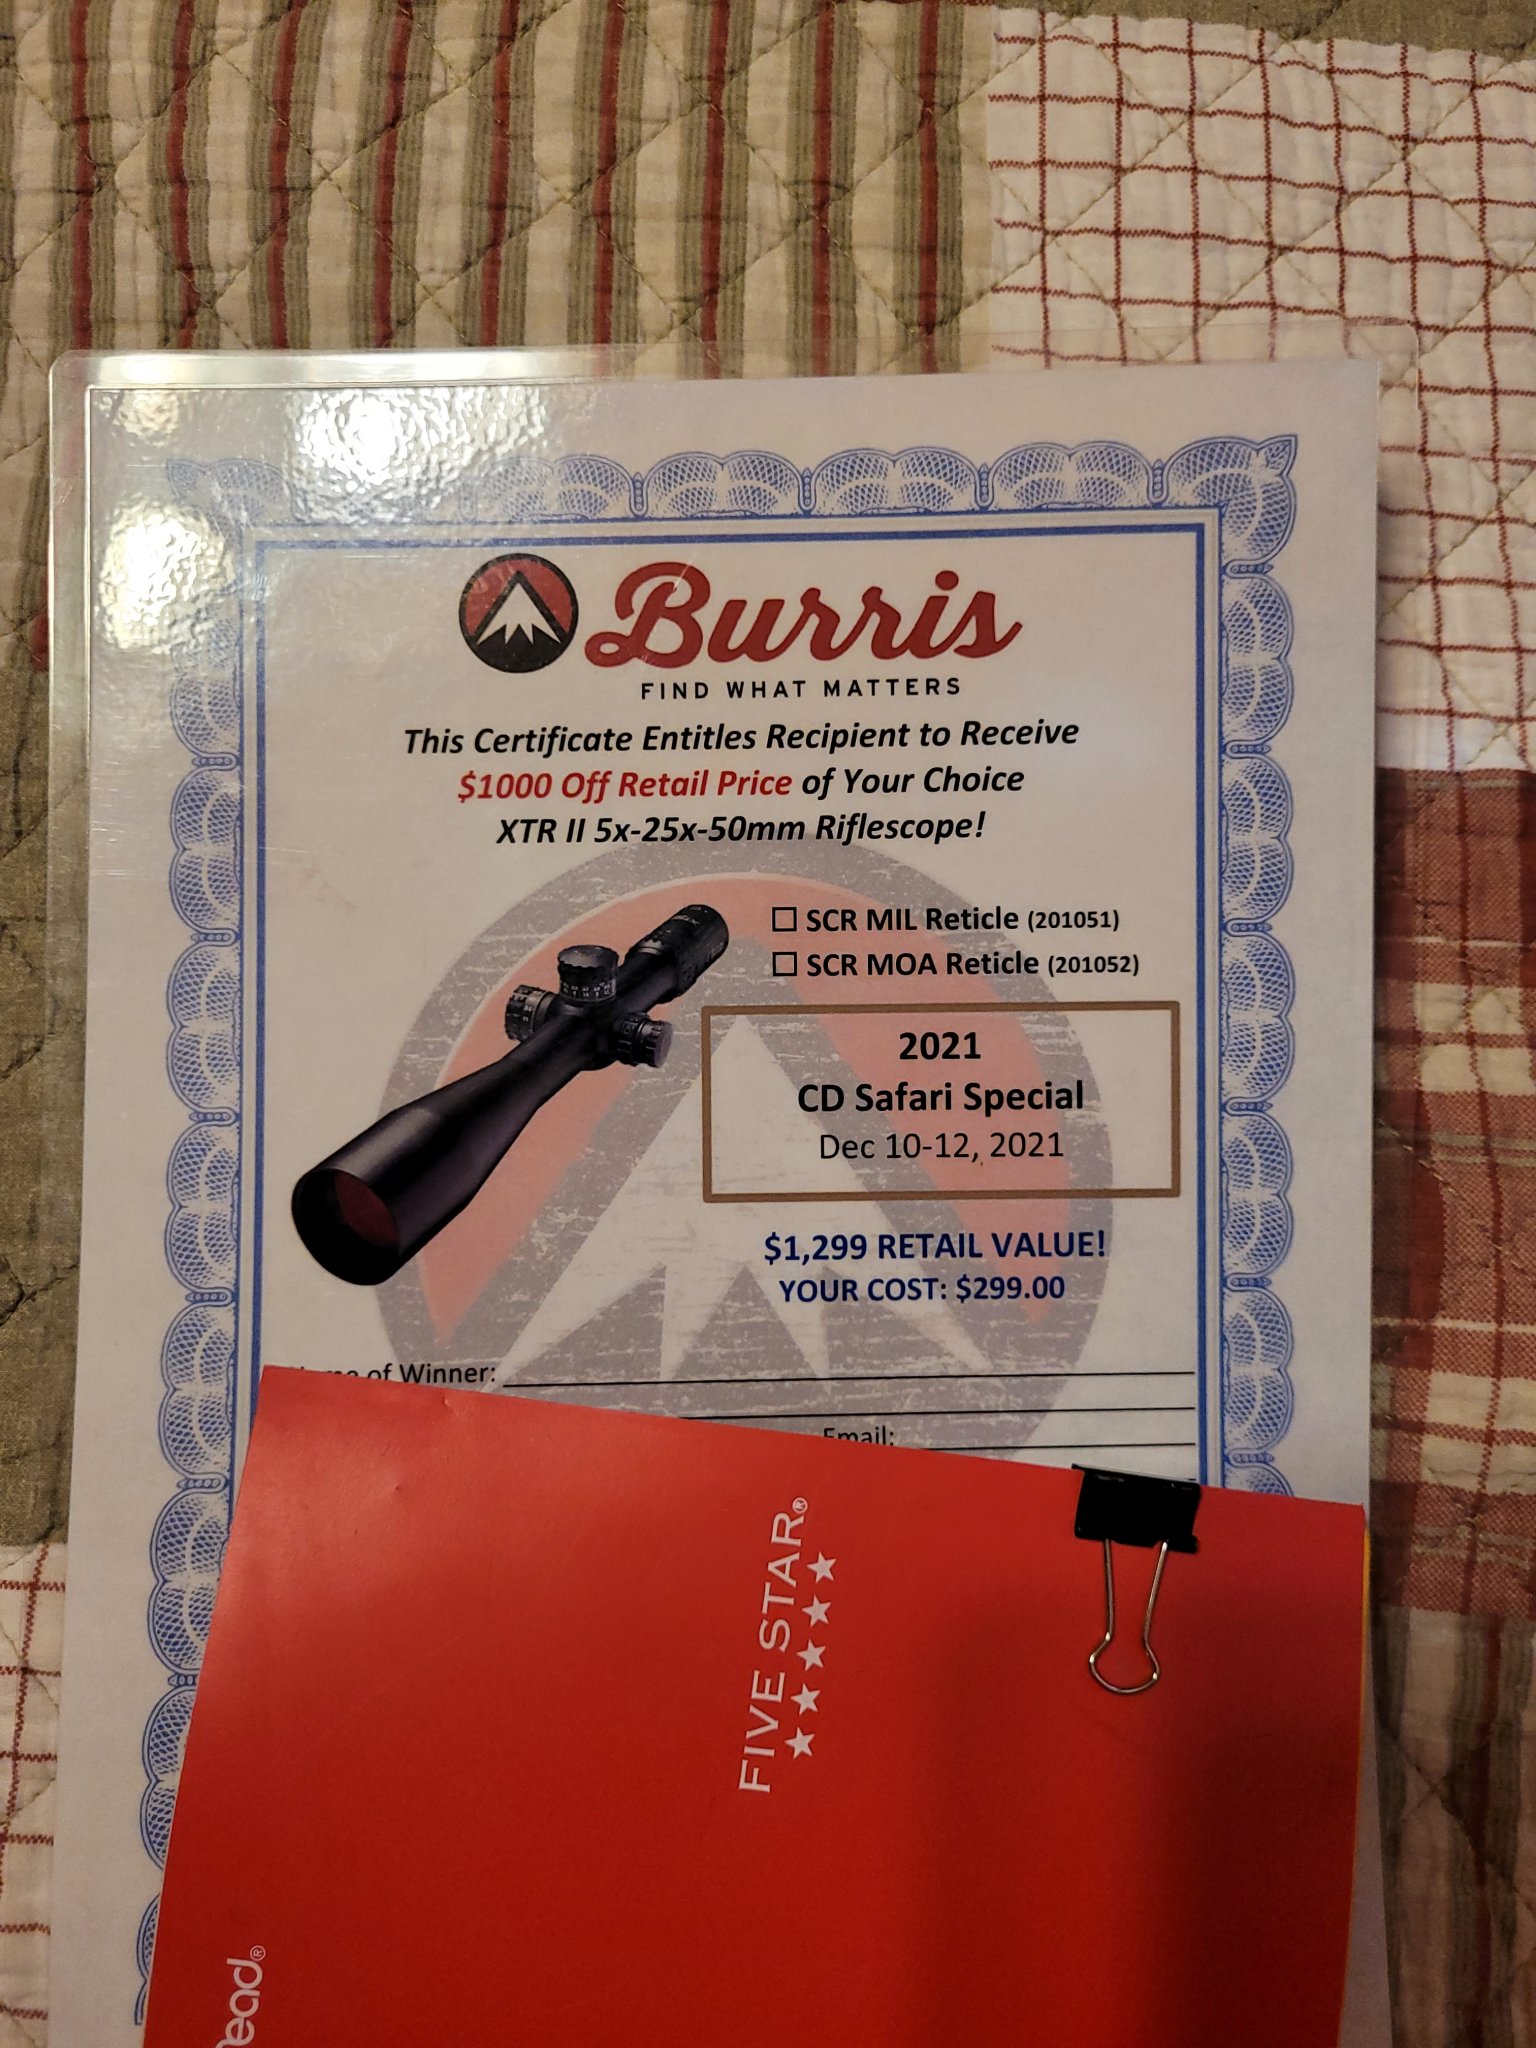 Burris
FIND WHAT MATTERS
This Certificate Entitles Recipient to Receive
$1000 Off Retail Price of Your Choice
XTR II 5x-25x-50mm Riflescope!
☐ SCR MIL Reticle (201051)
☐ SCR MOA Reticle (201052)
2021
CD Safari Special
Dec 10-12, 2021
$1,299 RETAIL VALUE!
YOUR COST: $299.00
of Winner:
Email:
FIVE STAR®
ead®